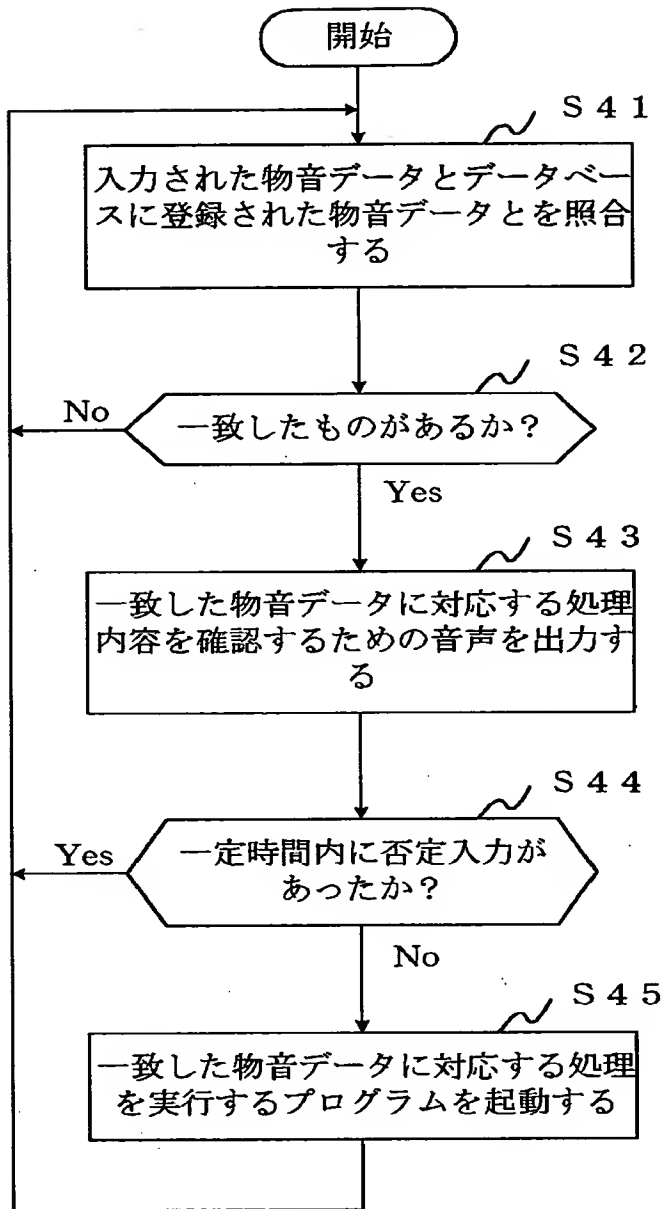 開始
S41
入力された物音データとデータベー
スに登録された物音データとを照合
する
S42
一致したものがあるか？
No
Yes
S43
一致した物音データに対応する処理
内容を確認するための音声を出力す
る
S44
一定時間内に否定入力が
あったか？
Yes
No
S45
一致した物音データに対応する処理
を実行するプログラムを起動する